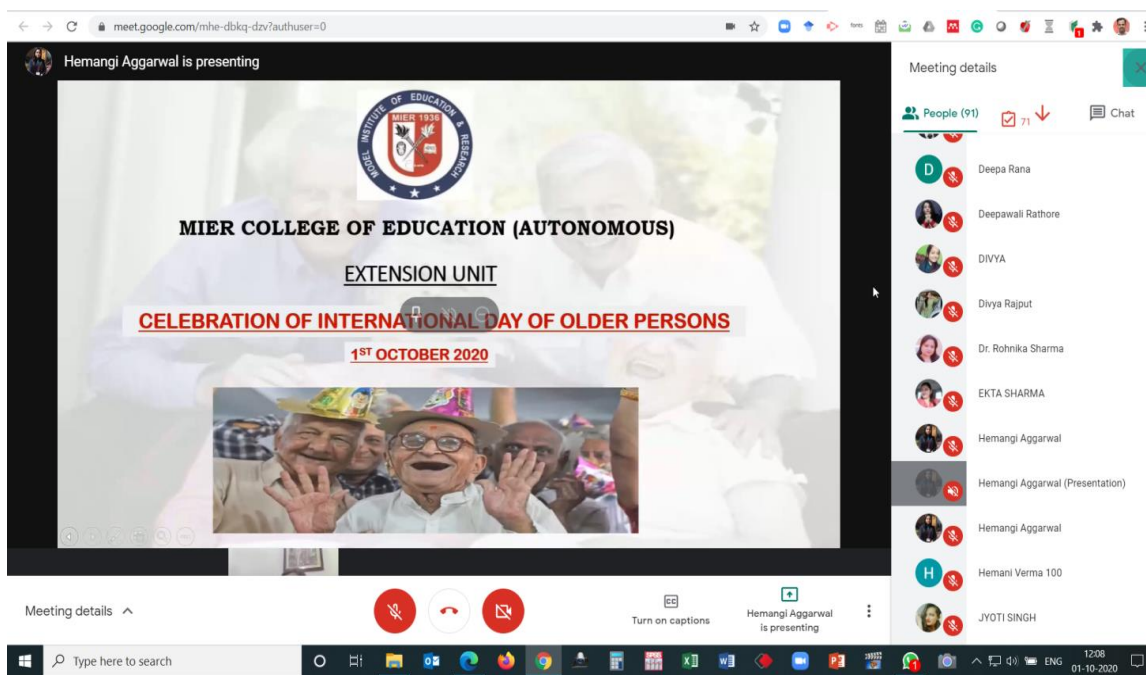 meet.google.com/mhe-dbkq-dzv?authuser=0
Hemangi Aggarwal is presenting
MODEL INSTITUTE OF EDUCATION & RESEARCH
MIER 1936
MIER COLLEGE OF EDUCATION (AUTONOMOUS)
EXTENSION UNIT
CELEBRATION OF INTERNATIONAL DAY OF OLDER PERSONS
1ST OCTOBER 2020
Meeting details
People (91)
71
Chat
D
Deepa Rana
Deepawali Rathore
DIVYA
Divya Rajput
Dr. Rohnika Sharma
EKTA SHARMA
Hemangi Aggarwal
Hemangi Aggarwal (Presentation)
Hemangi Aggarwal
H
Hemani Verma 100
JYOTI SINGH
Meeting details
CC
Turn on captions
Hemangi Aggarwal
is presenting
Type here to search
ENG
12:08
01-10-2020